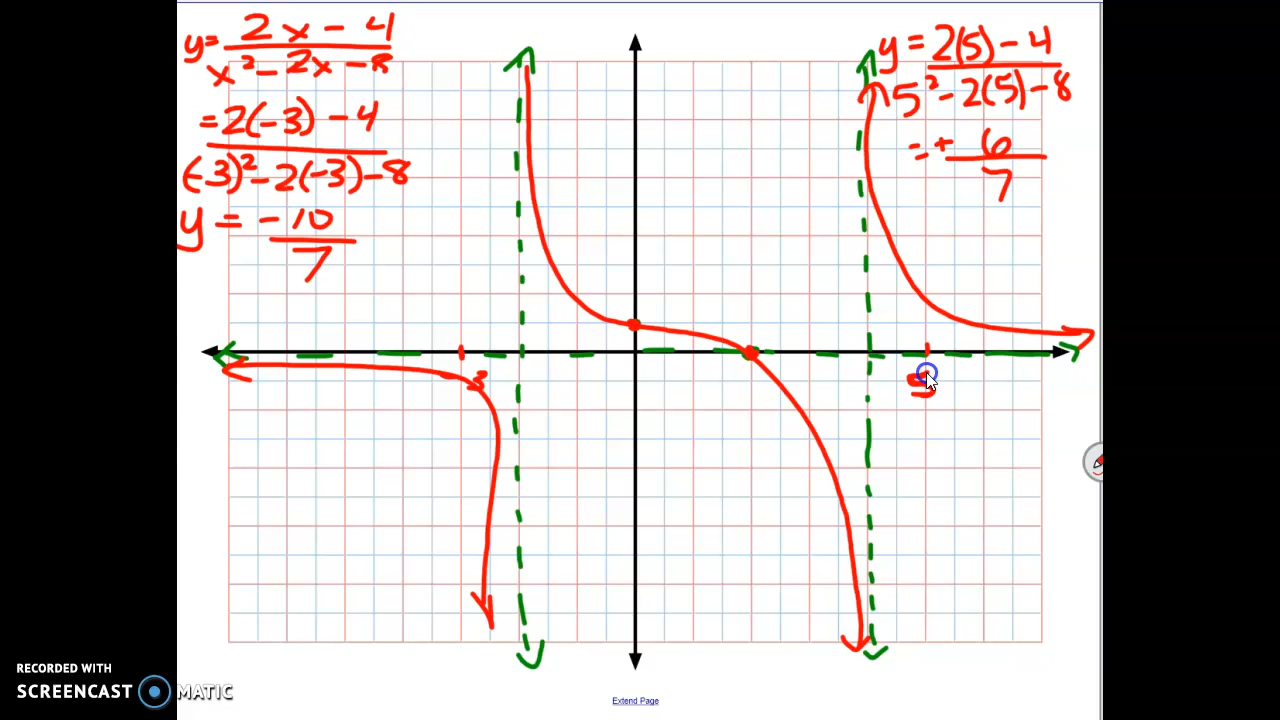 y = 2x - 4
x² - 2x - 8
= 2(-3) - 4
(-3)² - 2(-3) - 8
y = -10
7
y = 2(5) - 4
5² - 2(5) - 8
= + 6
7
5
Extend Page
RECORDED WITH
SCREENCAST MATIC